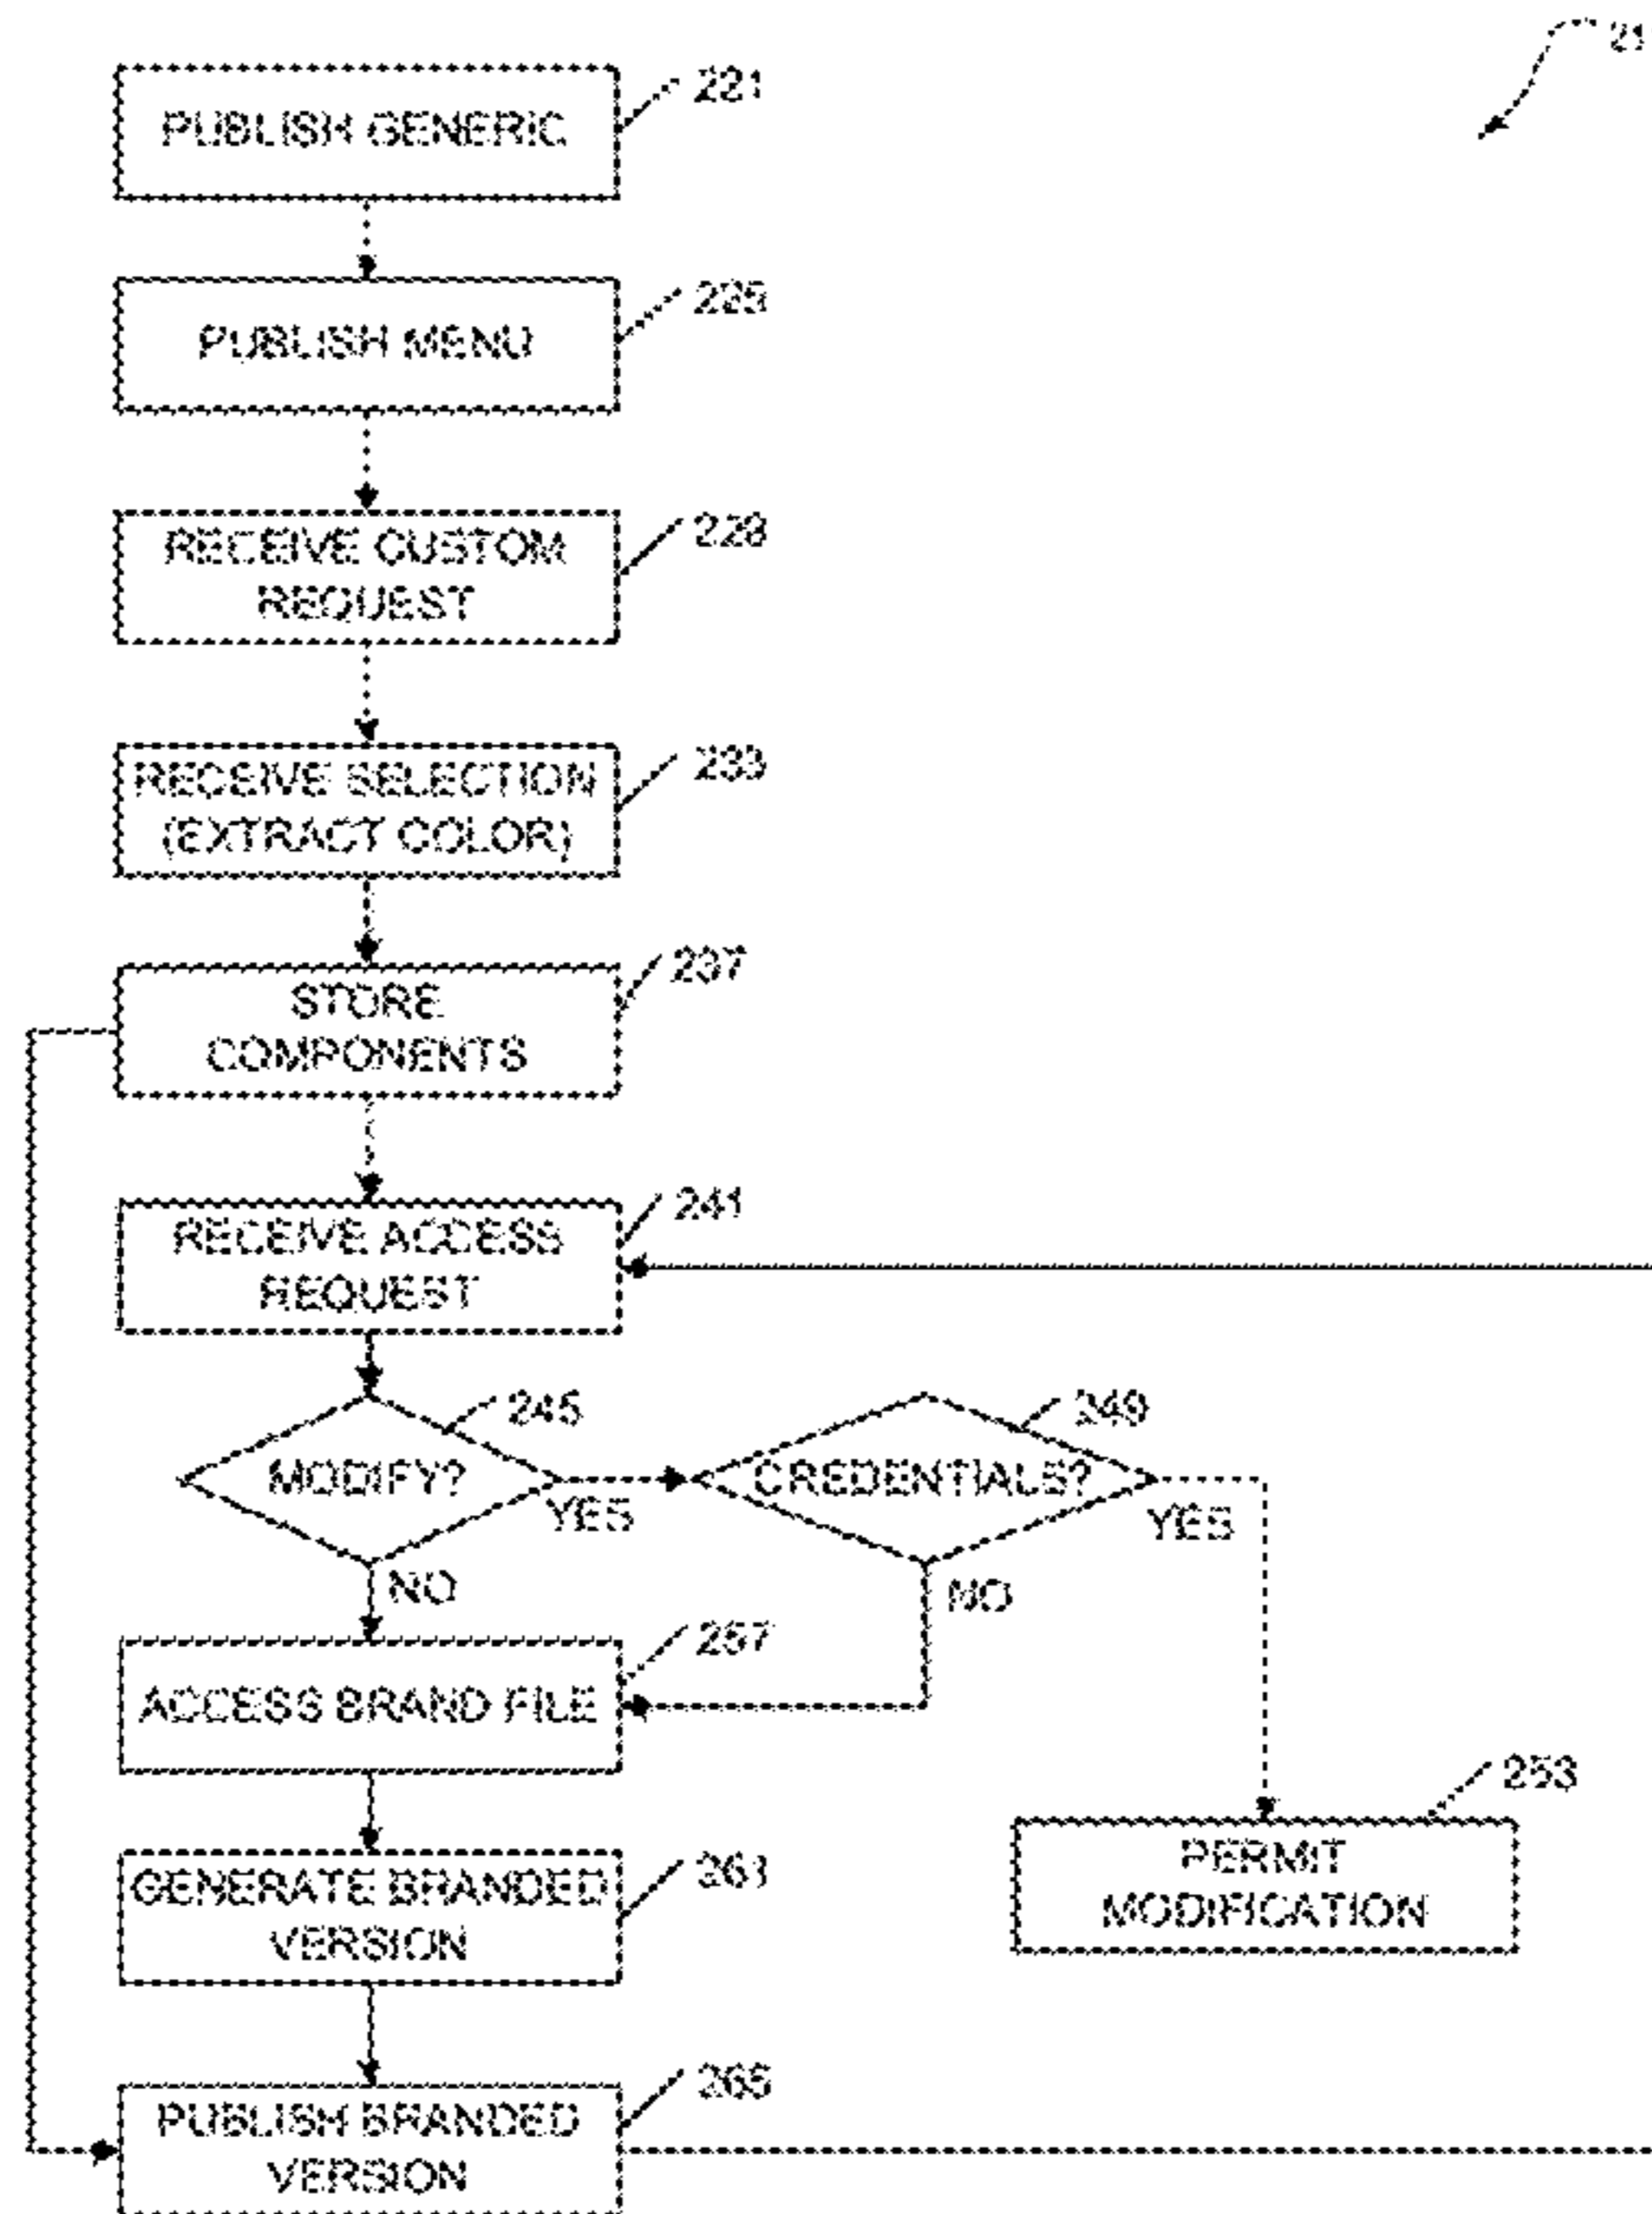 21
PUBLISH GENERIC
221
PUBLISH MENU
225
RECEIVE CUSTOM
REQUEST
229
RECEIVE SELECTION
(EXTRACT COLOR)
233
STORE
COMPONENTS
237
RECEIVE ACCESS
REQUEST
241
MODIFY?
245
YES
NO
CREDENTIALS?
249
YES
NO
ACCESS BRAND FILE
257
PERMIT
MODIFICATION
253
GENERATE BRANDED
VERSION
261
PUBLISH BRANDED
VERSION
265